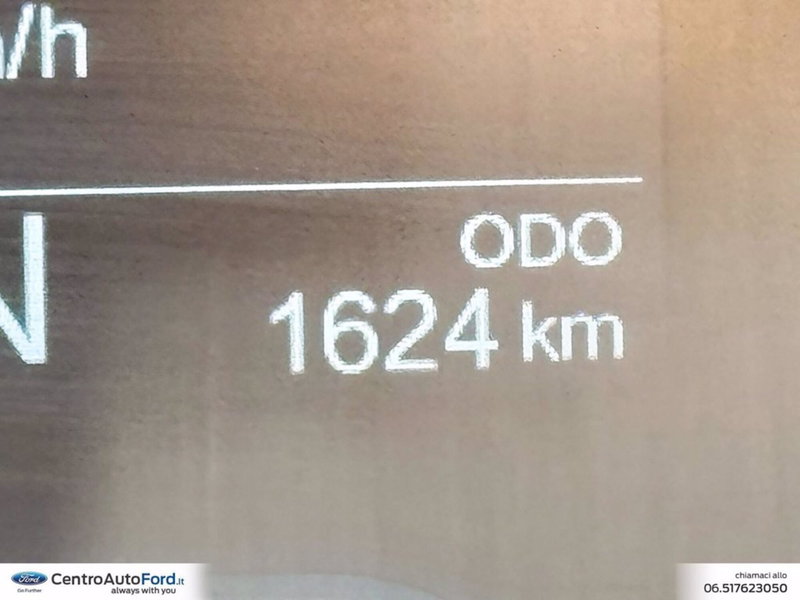 /h
N
ODO
1624 km
Ford
Go Further
CentroAutoFord.it
always with you
chiamaci allo
06.517623050